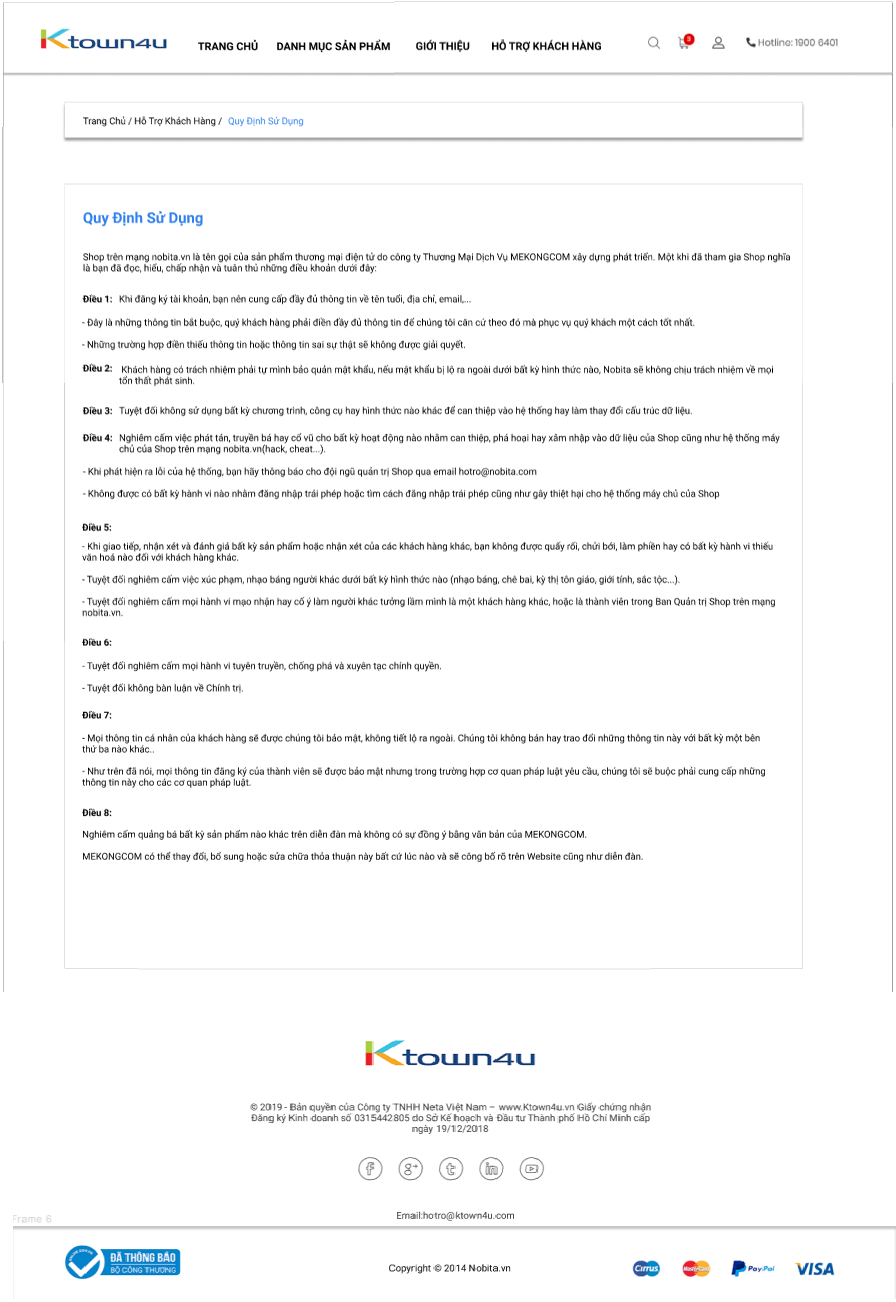 Ktown4u
TRANG CHỦ DANH MỤC SẢN PHẨM GIỚI THIỆU HỖ TRỢ KHÁCH HÀNG 3 Hotline: 1900 6401
Trang Chủ / Hỗ Trợ Khách Hàng / Quy Định Sử Dụng
Quy Định Sử Dụng
Shop trên mạng nobita.vn là tên gọi của sản phẩm thương mại điện tử do công ty Thương Mại Dịch Vụ MEKONGCOM xây dựng phát triển. Một khi đã tham gia Shop nghĩa
là bạn đã đọc, hiểu, chấp nhận và tuân thủ những điều khoản dưới đây:
Điều 1: Khi đăng ký tài khoản, bạn nên cung cấp đầy đủ thông tin về tên tuổi, địa chỉ, email,...
- Đây là những thông tin bắt buộc, quý khách hàng phải điền đầy đủ thông tin để chúng tôi căn cứ theo đó mà phục vụ quý khách một cách tốt nhất.
- Những trường hợp điền thiếu thông tin hoặc thông tin sai sự thật sẽ không được giải quyết.
Điều 2: Khách hàng có trách nhiệm phải tự mình bảo quản mật khẩu, nếu mật khẩu bị lộ ra ngoài dưới bất kỳ hình thức nào, Nobita sẽ không chịu trách nhiệm về mọi
tổn thất phát sinh.
Điều 3: Tuyệt đối không sử dụng bất kỳ chương trình, công cụ hay hình thức nào khác để can thiệp vào hệ thống hay làm thay đổi cấu trúc dữ liệu.
Điều 4: Nghiêm cấm việc phát tán, truyền bá hay cổ vũ cho bất kỳ hoạt động nào nhằm can thiệp, phá hoại hay xâm nhập vào dữ liệu của Shop cũng như hệ thống máy
chủ của Shop trên mạng nobita.vn(hack, cheat...).
- Khi phát hiện ra lỗi của hệ thống, bạn hãy thông báo cho đội ngũ quản trị Shop qua email hotro@nobita.com
- Không được có bất kỳ hành vi nào nhằm đăng nhập trái phép hoặc tìm cách đăng nhập trái phép cũng như gây thiệt hại cho hệ thống máy chủ của Shop
Điều 5:
- Khi giao tiếp, nhận xét và đánh giá bất kỳ sản phẩm hoặc nhận xét của các khách hàng khác, bạn không được quấy rối, chửi bới, làm phiền hay có bất kỳ hành vi thiếu
văn hoá nào đối với khách hàng khác.
- Tuyệt đối nghiêm cấm việc xúc phạm, nhạo báng người khác dưới bất kỳ hình thức nào (nhạo báng, chê bai, kỳ thị tôn giáo, giới tính, sắc tộc...).
- Tuyệt đối nghiêm cấm mọi hành vi mạo nhận hay cố ý làm người khác tưởng lầm mình là một khách hàng khác, hoặc là thành viên trong Ban Quản trị Shop trên mạng
nobita.vn.
Điều 6:
- Tuyệt đối nghiêm cấm mọi hành vi tuyên truyền, chống phá và xuyên tạc chính quyền.
- Tuyệt đối không bàn luận về Chính trị.
Điều 7:
- Mọi thông tin cá nhân của khách hàng sẽ được chúng tôi bảo mật, không tiết lộ ra ngoài. Chúng tôi không bán hay trao đổi những thông tin này với bất kỳ một bên
thứ ba nào khác..
- Như trên đã nói, mọi thông tin đăng ký của thành viên sẽ được bảo mật nhưng trong trường hợp cơ quan pháp luật yêu cầu, chúng tôi sẽ buộc phải cung cấp những
thông tin này cho các cơ quan pháp luật.
Điều 8:
Nghiêm cấm quảng bá bất kỳ sản phẩm nào khác trên diễn đàn mà không có sự đồng ý bằng văn bản của MEKONGCOM.
MEKONGCOM có thể thay đổi, bổ sung hoặc sửa chữa thỏa thuận này bất cứ lúc nào và sẽ công bố rõ trên Website cũng như diễn đàn.
Ktown4u
© 2019 - Bản quyền của Công ty TNHH Neta Việt Nam – www.Ktown4u.vn Giấy chứng nhận
Đăng ký Kinh doanh số 0315442805 do Sở Kế hoạch và Đầu tư Thành phố Hồ Chí Minh cấp
ngày 19/12/2018
Email:hotro@ktown4u.com
Frame 6
ONLINE.GOV.VN
ĐÃ THÔNG BÁO
BỘ CÔNG THƯƠNG
Copyright © 2014 Nobita.vn
Cirrus MasterCard PayPal VISA